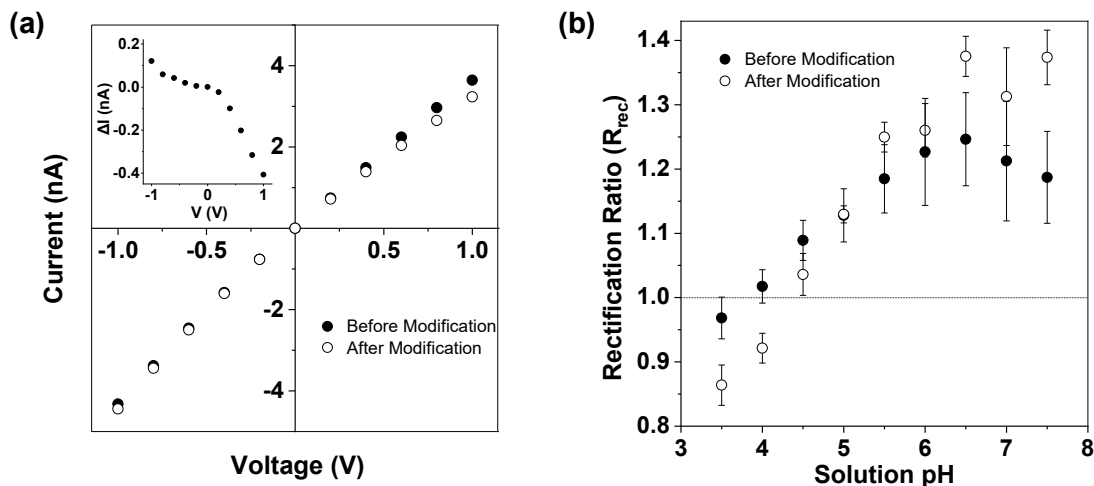 (a)
0.2
0.0
-0.2
-0.4
ΔI (nA)
-1 0 1
V (V)
4
2
-1.0 -0.5 0.5 1.0
-2
-4
Current (nA)
Voltage (V)
Before Modification
After Modification
(b)
1.4
1.3
1.2
1.1
1.0
0.9
0.8
Rectification Ratio (Rrec)
Before Modification
After Modification
3 4 5 6 7 8
Solution pH